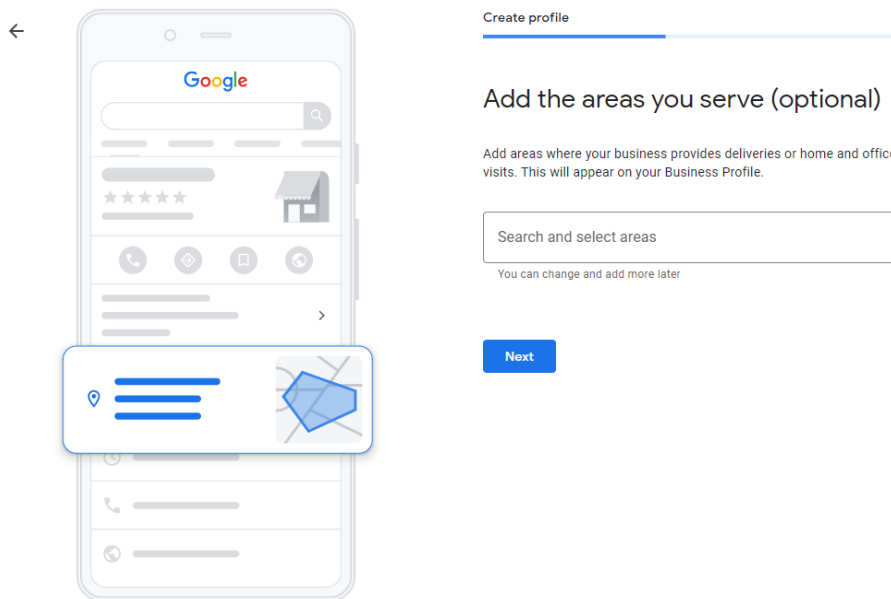 Create profile
Google
Add the areas you serve (optional)
Add areas where your business provides deliveries or home and office
visits. This will appear on your Business Profile.
Search and select areas
You can change and add more later
Next